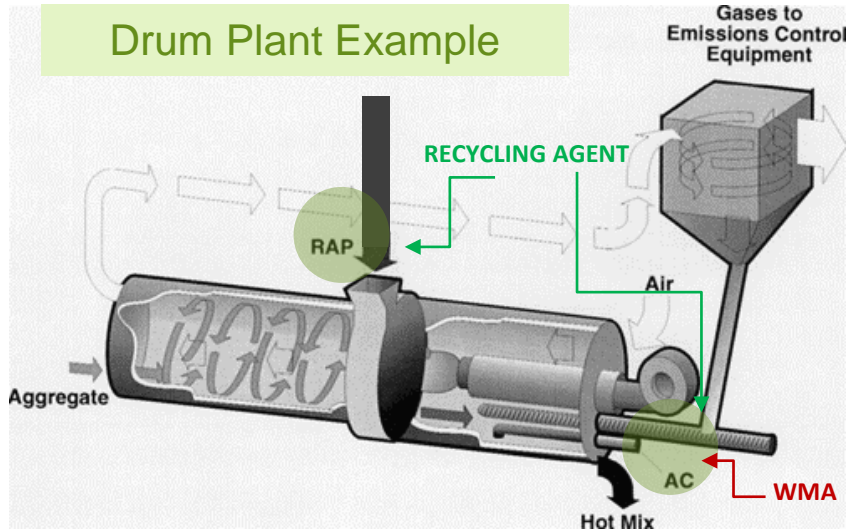 Drum Plant Example
Gases to
Emissions Control
Equipment
RECYCLING AGENT
RAP
Air
Aggregate
AC
WMA
Hot Mix